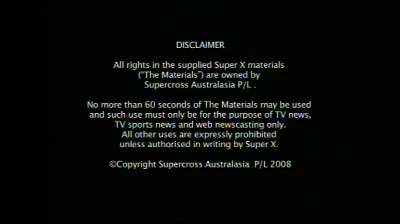 DISCLAIMER
All rights in the supplied Super X materials
("The Materials") are owned by
Supercross Australasia P/L .
No more than 60 seconds of The Materials may be used
and such use must only be for the purpose of TV news,
TV sports news and web newscasting only.
All other uses are expressly prohibited
unless authorised in writing by Super X.
©Copyright Supercross Australasia P/L 2008